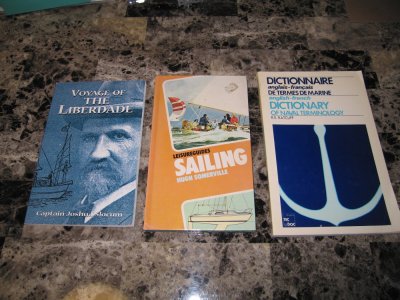 VOYAGE OF
THE
LIBERDADE
Captain Joshua Slocum
LEISUREGUIDES
SAILING
HUGH SOMERVILLE
DICTIONNAIRE
anglais-français
DE TERMES DE MARINE
english-french
DICTIONARY
OF NAVAL TERMINOLOGY